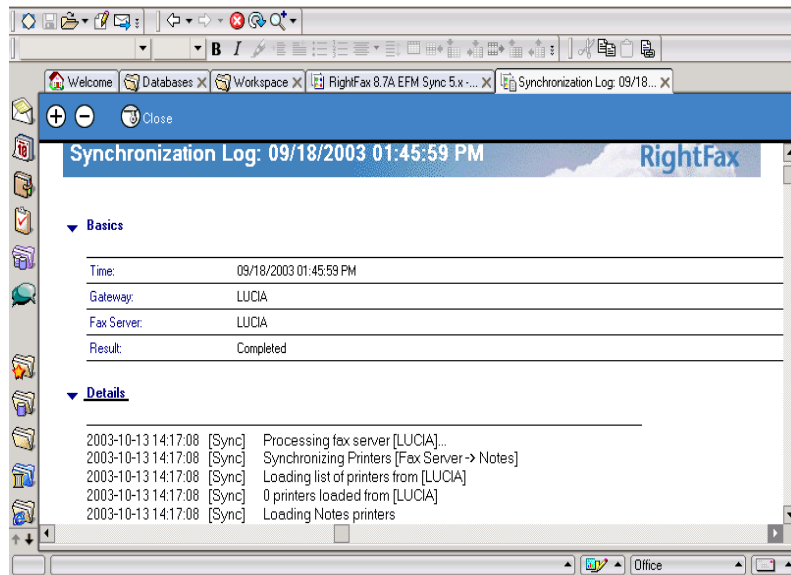 B I
Welcome Databases Workspace RightFax 8.7A EFM Sync 5.x -... Synchronization Log: 09/18...
Close
Synchronization Log: 09/18/2003 01:45:59 PM RightFax
Basics
Time: 09/18/2003 01:45:59 PM
Gateway: LUCIA
Fax Server: LUCIA
Result: Completed
Details
2003-10-13 14:17:08 [Sync] Processing fax server [LUCIA]...
2003-10-13 14:17:08 [Sync] Synchronizing Printers [Fax Server -> Notes]
2003-10-13 14:17:08 [Sync] Loading list of printers from [LUCIA]
2003-10-13 14:17:08 [Sync] 0 printers loaded from [LUCIA]
2003-10-13 14:17:08 [Sync] Loading Notes printers
Office